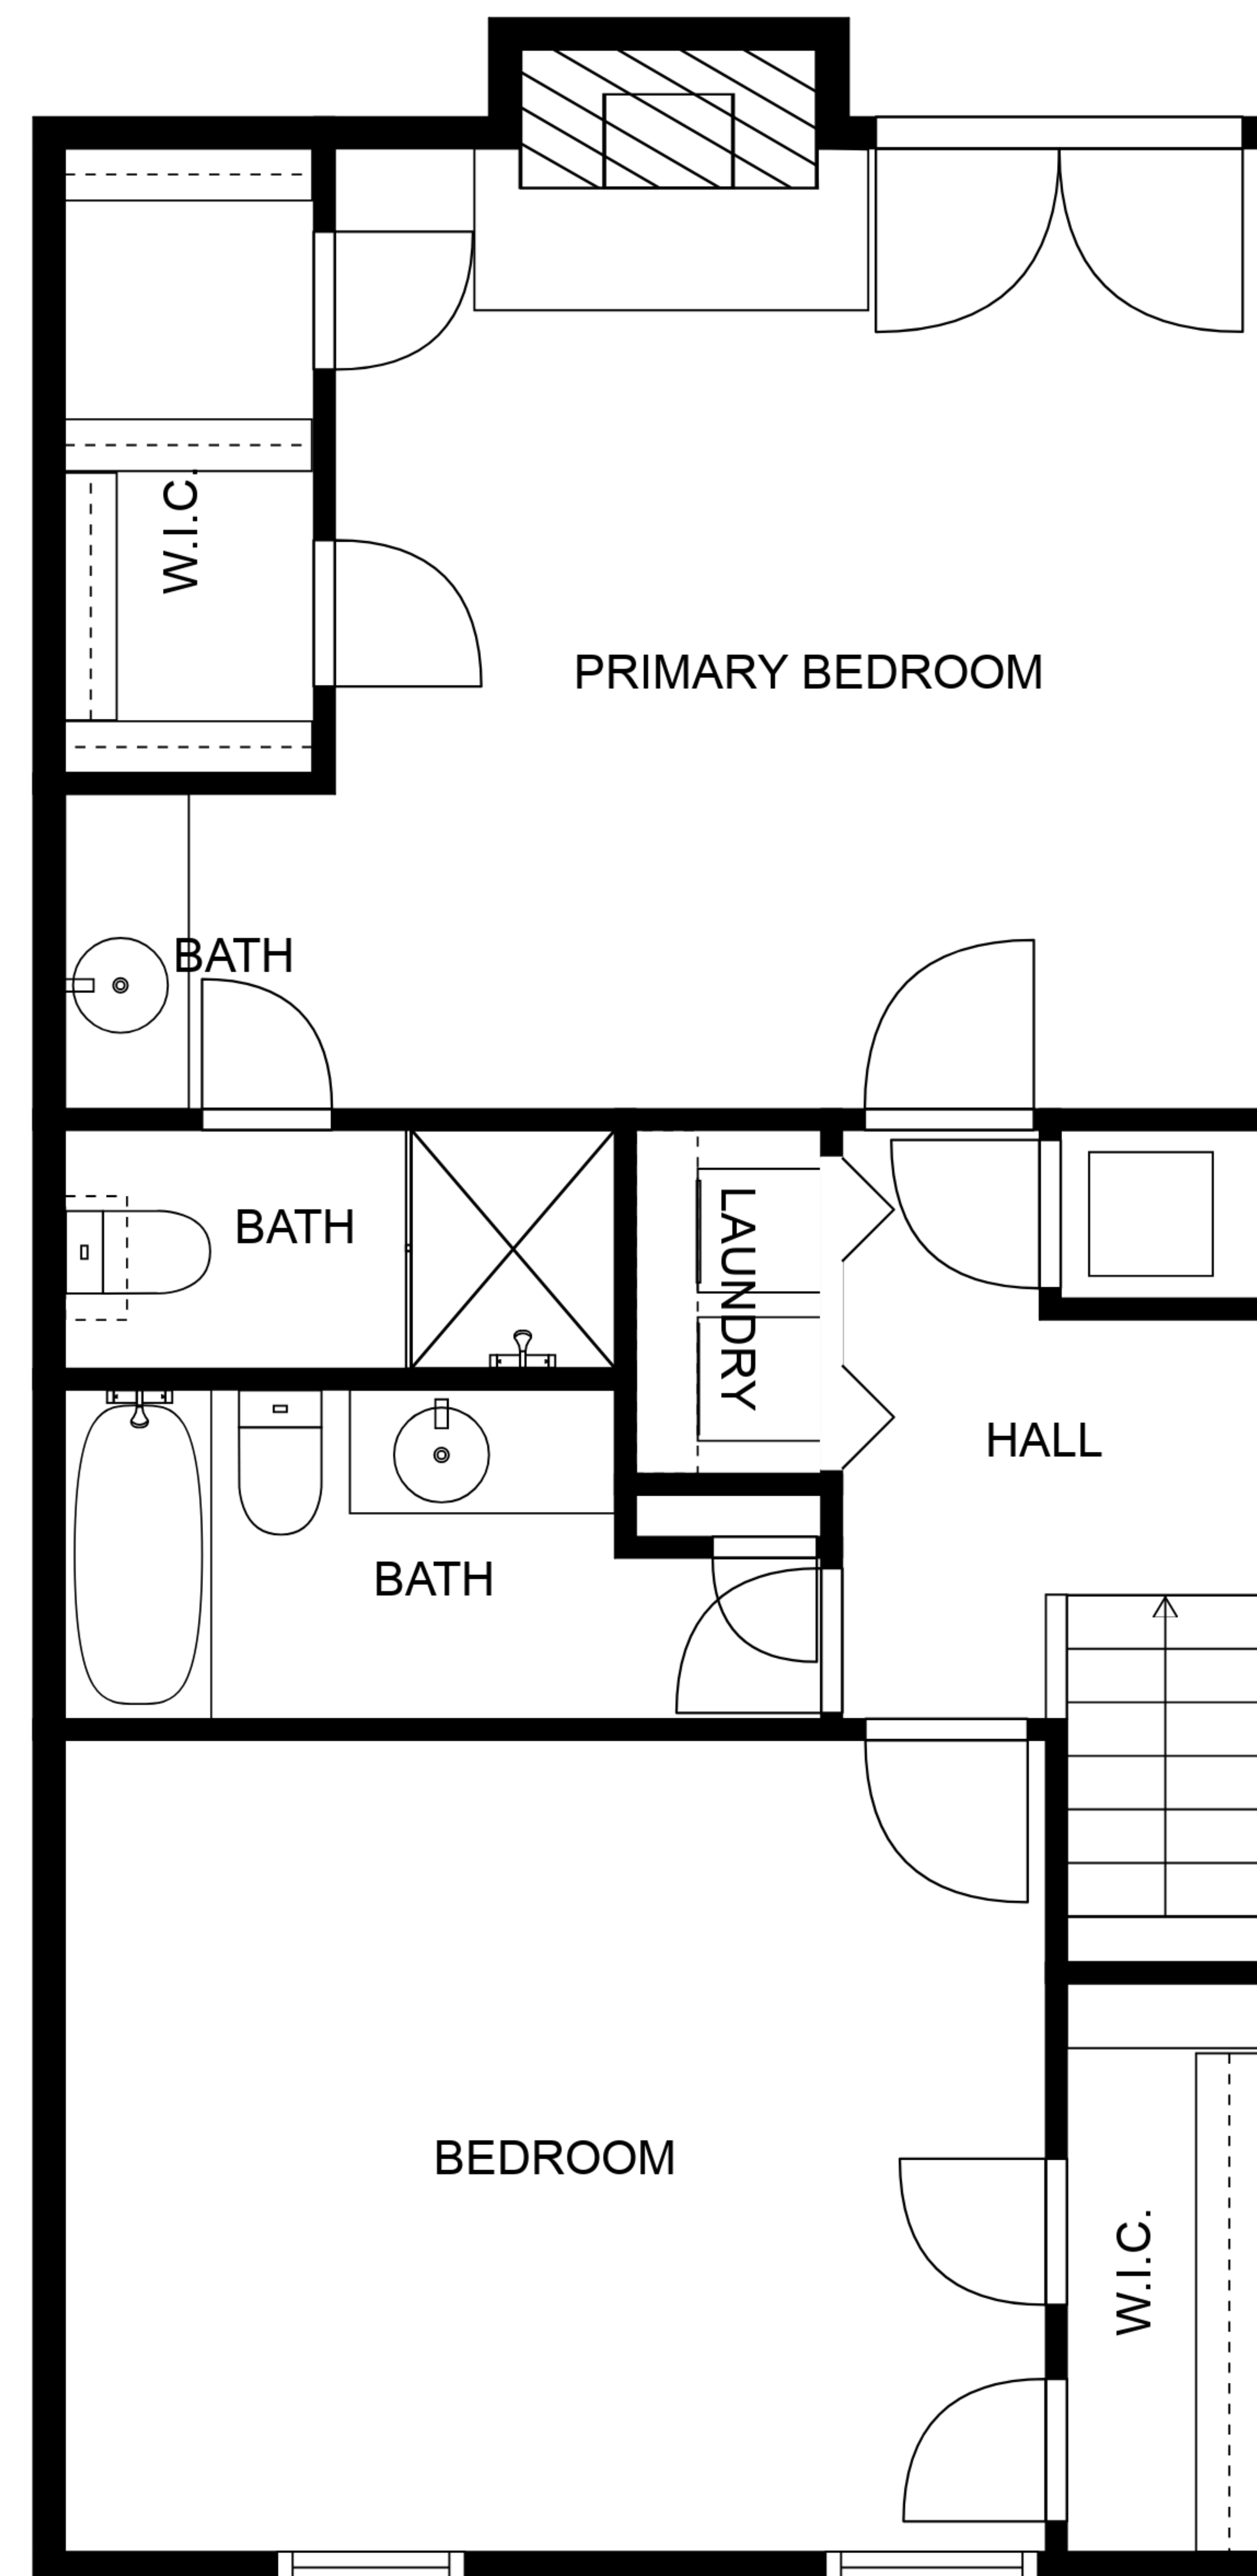 W.I.C.
PRIMARY BEDROOM
BATH
BATH
LAUNDRY
HALL
BATH
BEDROOM
W.I.C.